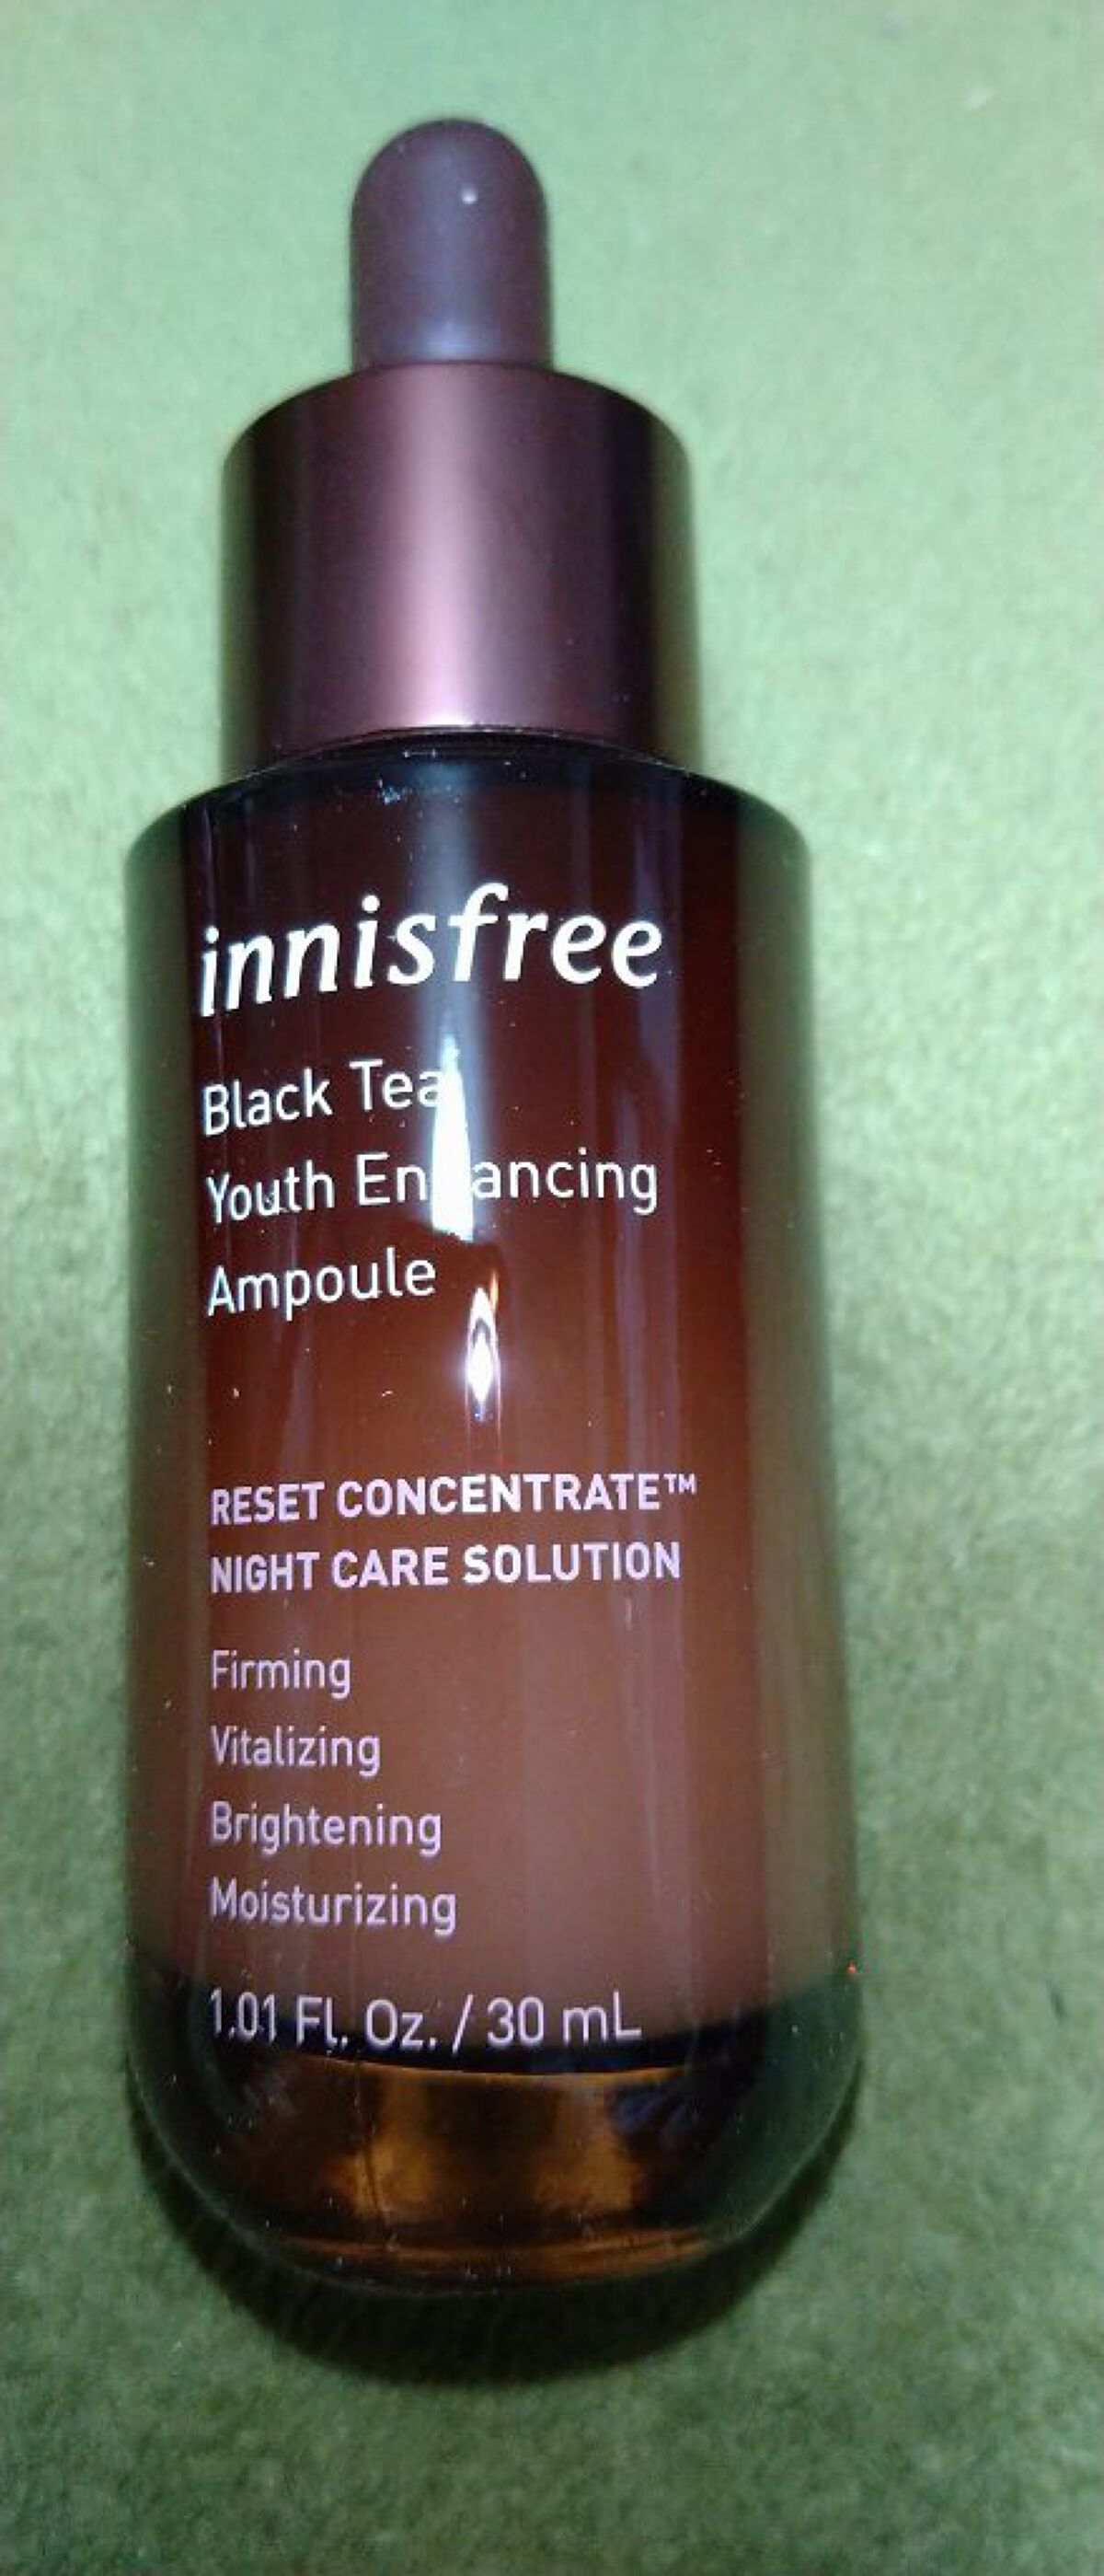 innisfree
Black Tea
Youth Enhancing
Ampoule
RESET CONCENTRATE™
NIGHT CARE SOLUTION
Firming
Vitalizing
Brightening
Moisturizing
1.01 Fl. Oz. / 30 mL